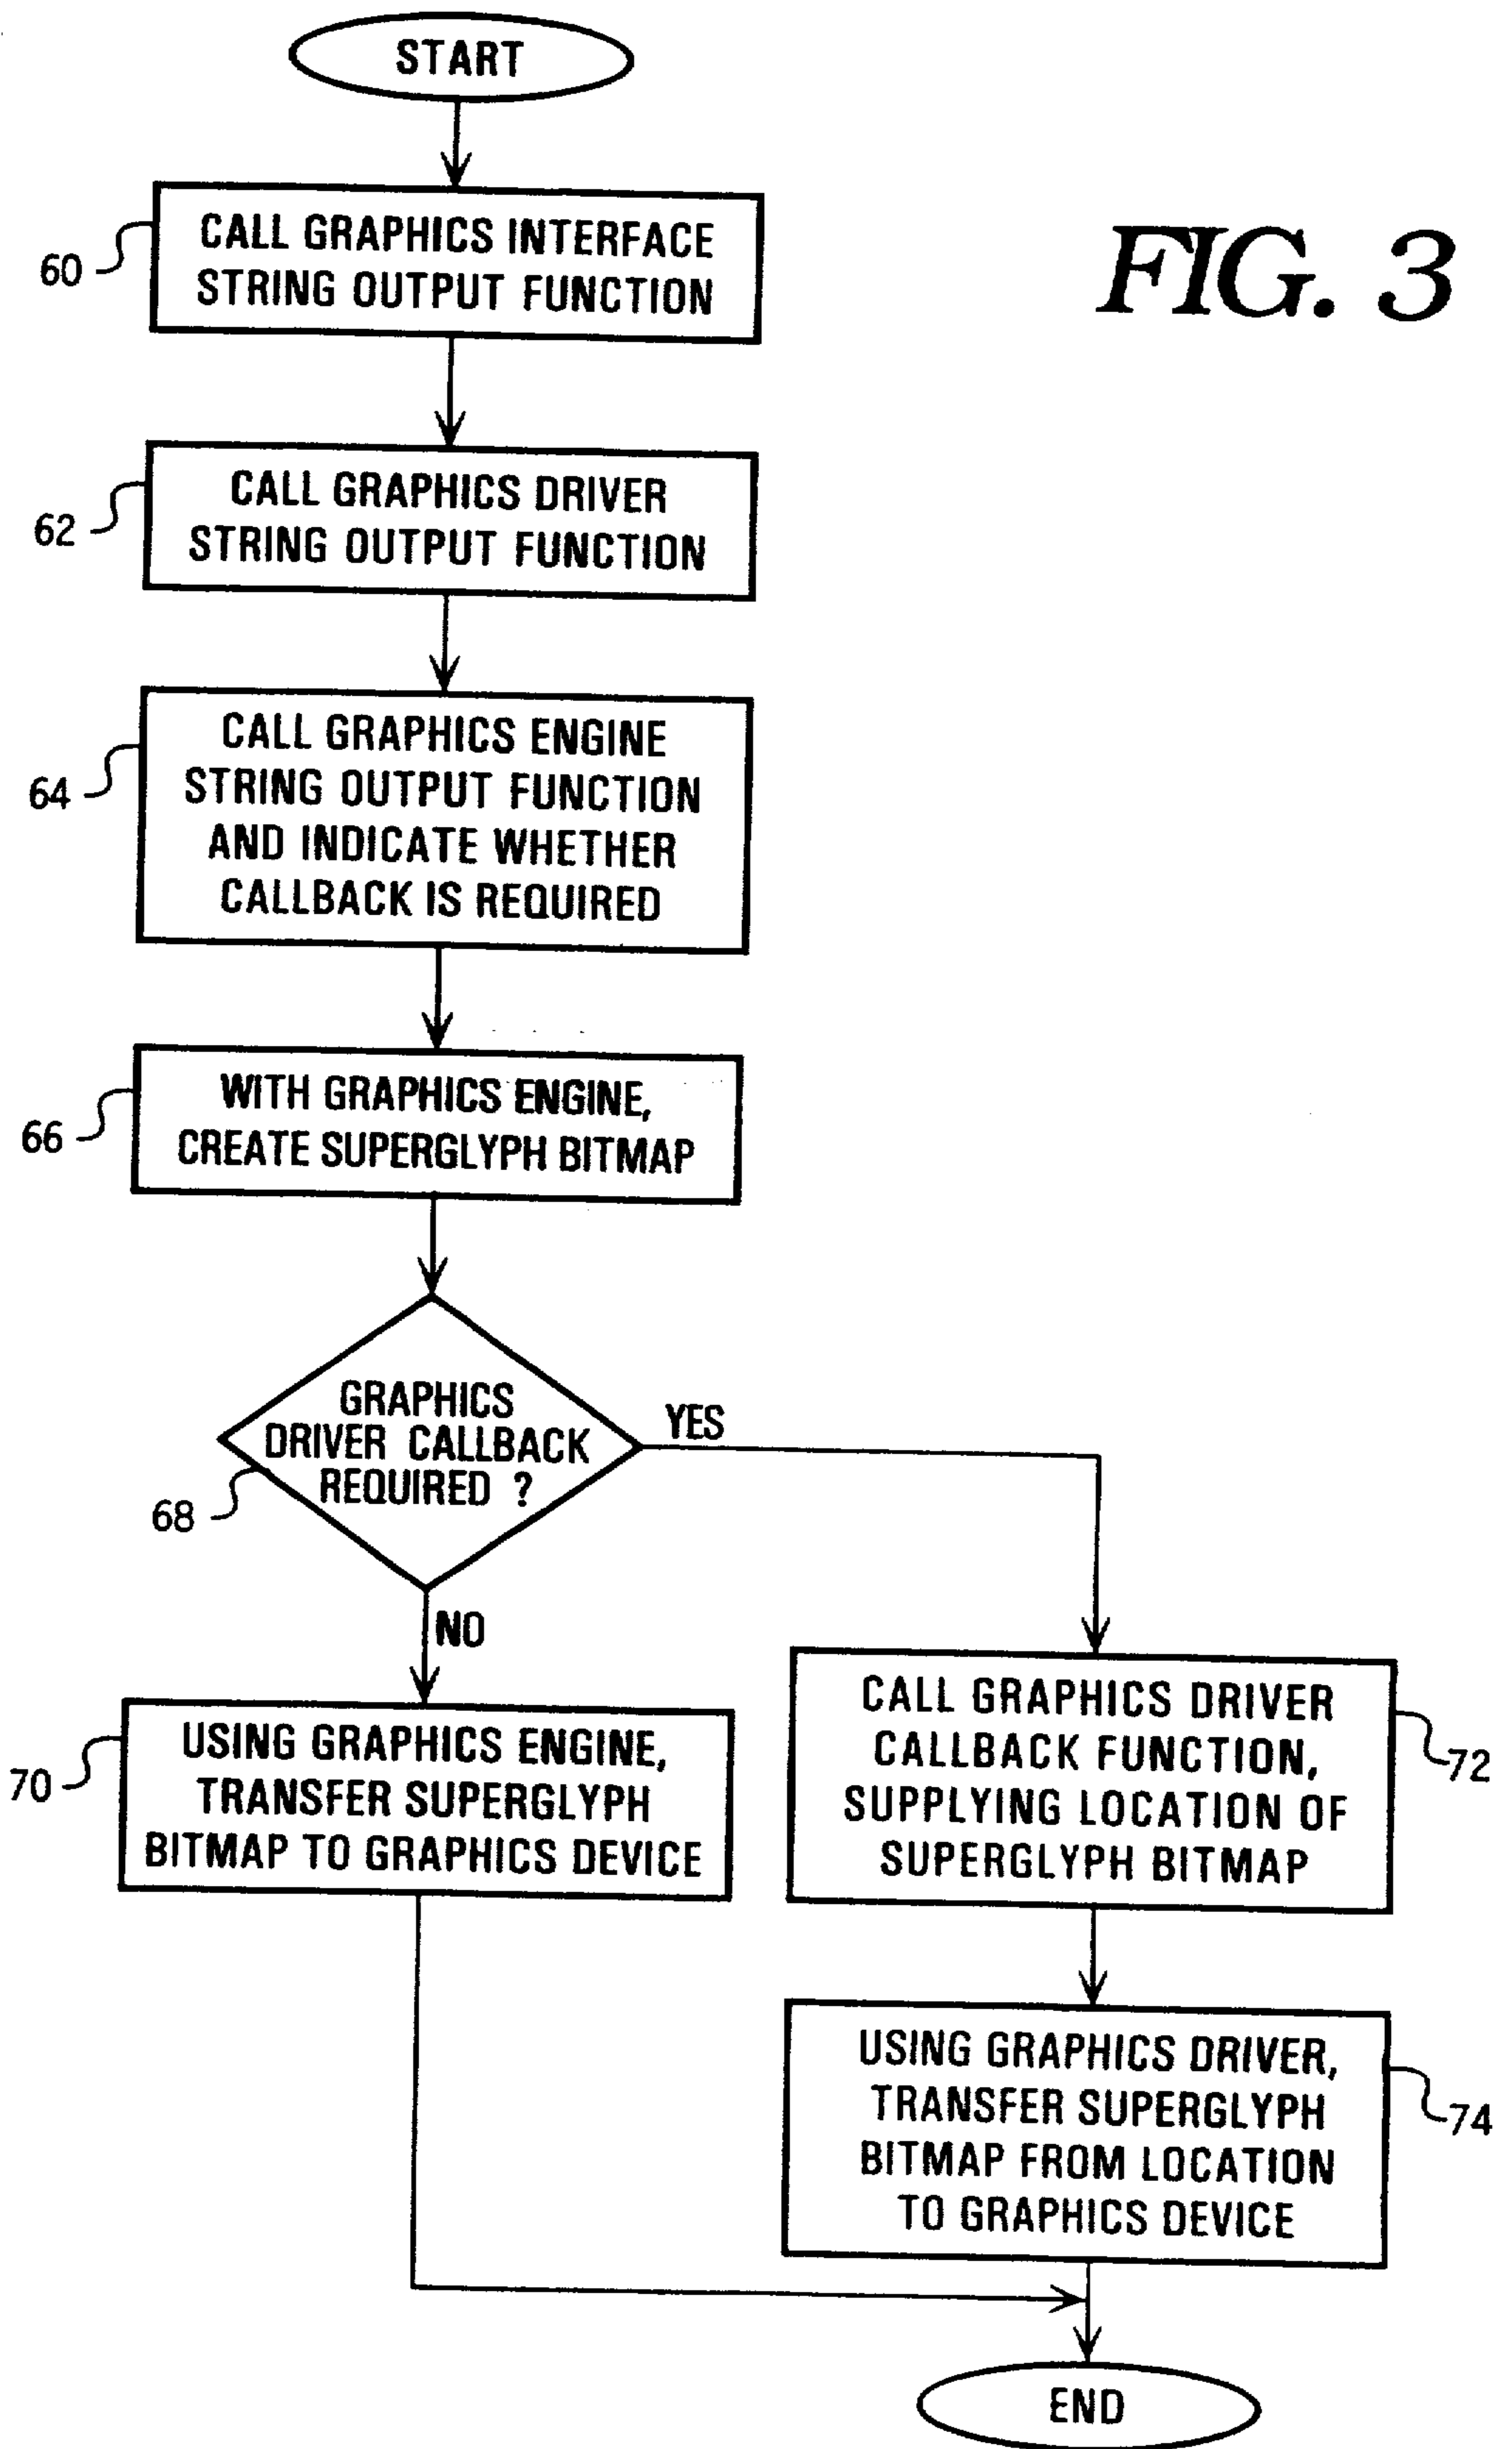 START
FIG. 3
60
CALL GRAPHICS INTERFACE
STRING OUTPUT FUNCTION
62
CALL GRAPHICS DRIVER
STRING OUTPUT FUNCTION
64
CALL GRAPHICS ENGINE
STRING OUTPUT FUNCTION
AND INDICATE WHETHER
CALLBACK IS REQUIRED
66
WITH GRAPHICS ENGINE,
CREATE SUPERGLYPH BITMAP
68
GRAPHICS
DRIVER CALLBACK
REQUIRED ?
YES
NO
70
USING GRAPHICS ENGINE,
TRANSFER SUPERGLYPH
BITMAP TO GRAPHICS DEVICE
72
CALL GRAPHICS DRIVER
CALLBACK FUNCTION,
SUPPLYING LOCATION OF
SUPERGLYPH BITMAP
74
USING GRAPHICS DRIVER,
TRANSFER SUPERGLYPH
BITMAP FROM LOCATION
TO GRAPHICS DEVICE
END